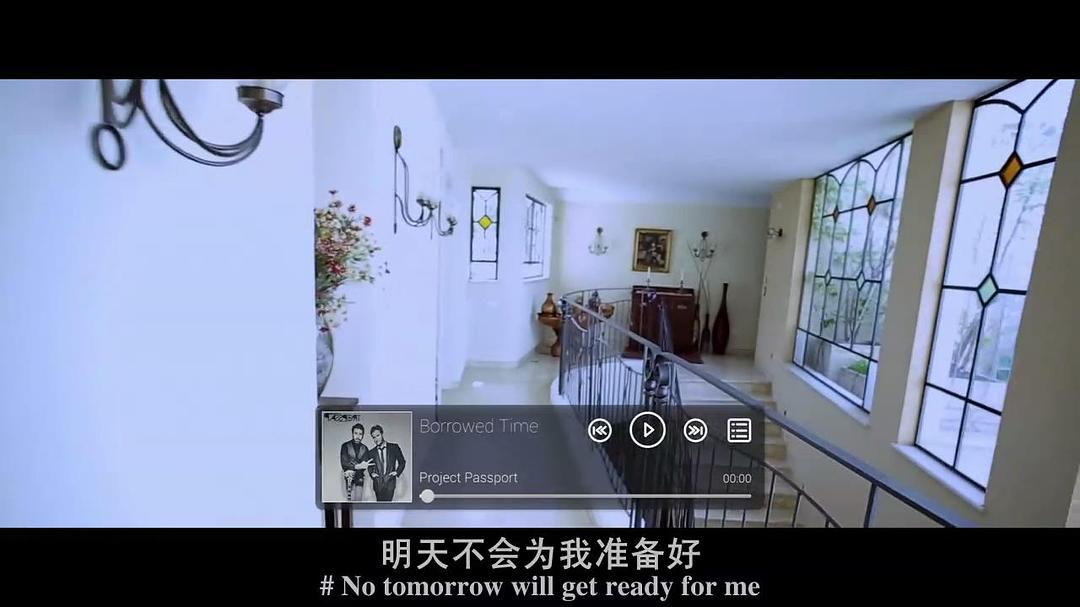 Borrowed Time
Project Passport
00:00
明天不会为我准备好
# No tomorrow will get ready for me